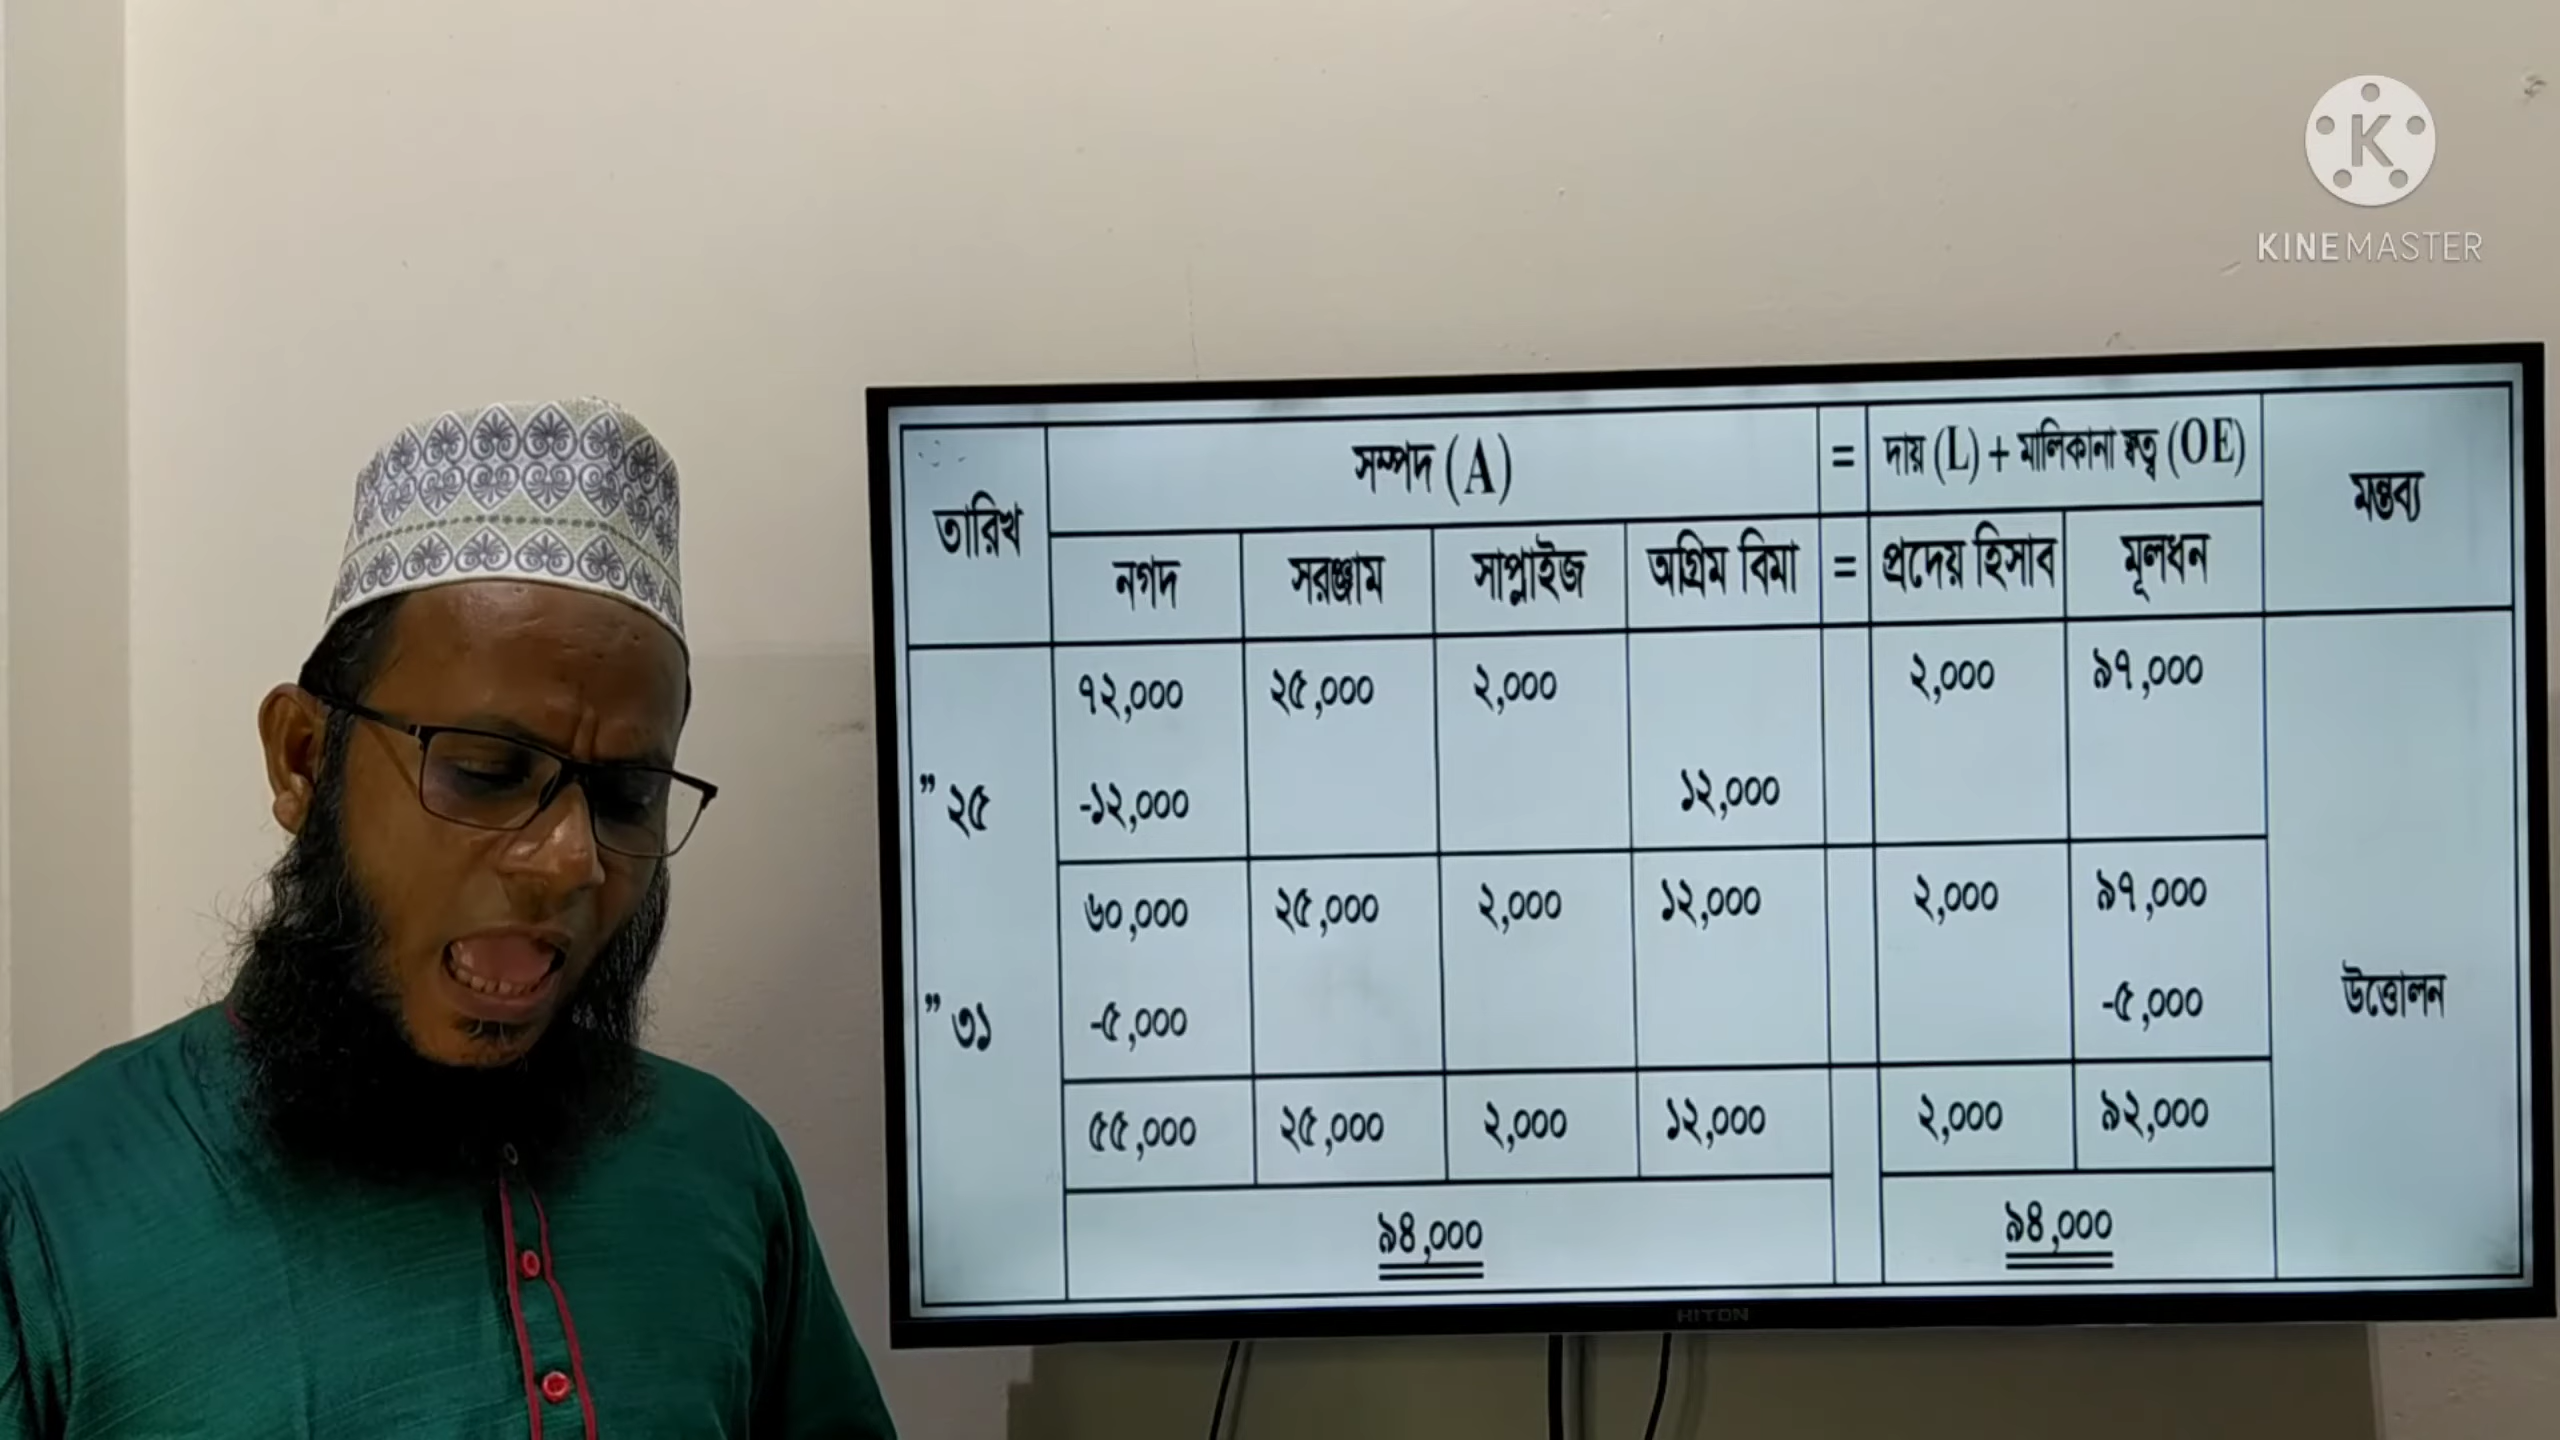 KINEMASTER
তারিখ সম্পদ (A) = দায় (L) + মালিকানা স্বত্ব (OE) মন্তব্য
নগদ সরঞ্জাম সাপ্লাইজ অগ্রিম বিমা = প্রদেয় হিসাব মূলধন
৭২,০০০ ২৫,০০০ ২,০০০ ২,০০০ ৯৭,০০০
” ২৫ -১২,০০০ ১২,০০০
৬০,০০০ ২৫,০০০ ২,০০০ ১২,০০০ ২,০০০ ৯৭,০০০
” ৩১ -৫,০০০ -৫,০০০ উত্তোলন
৫৫,০০০ ২৫,০০০ ২,০০০ ১২,০০০ ২,০০০ ৯২,০০০
৯৪,০০০ ৯৪,০০০
HITON